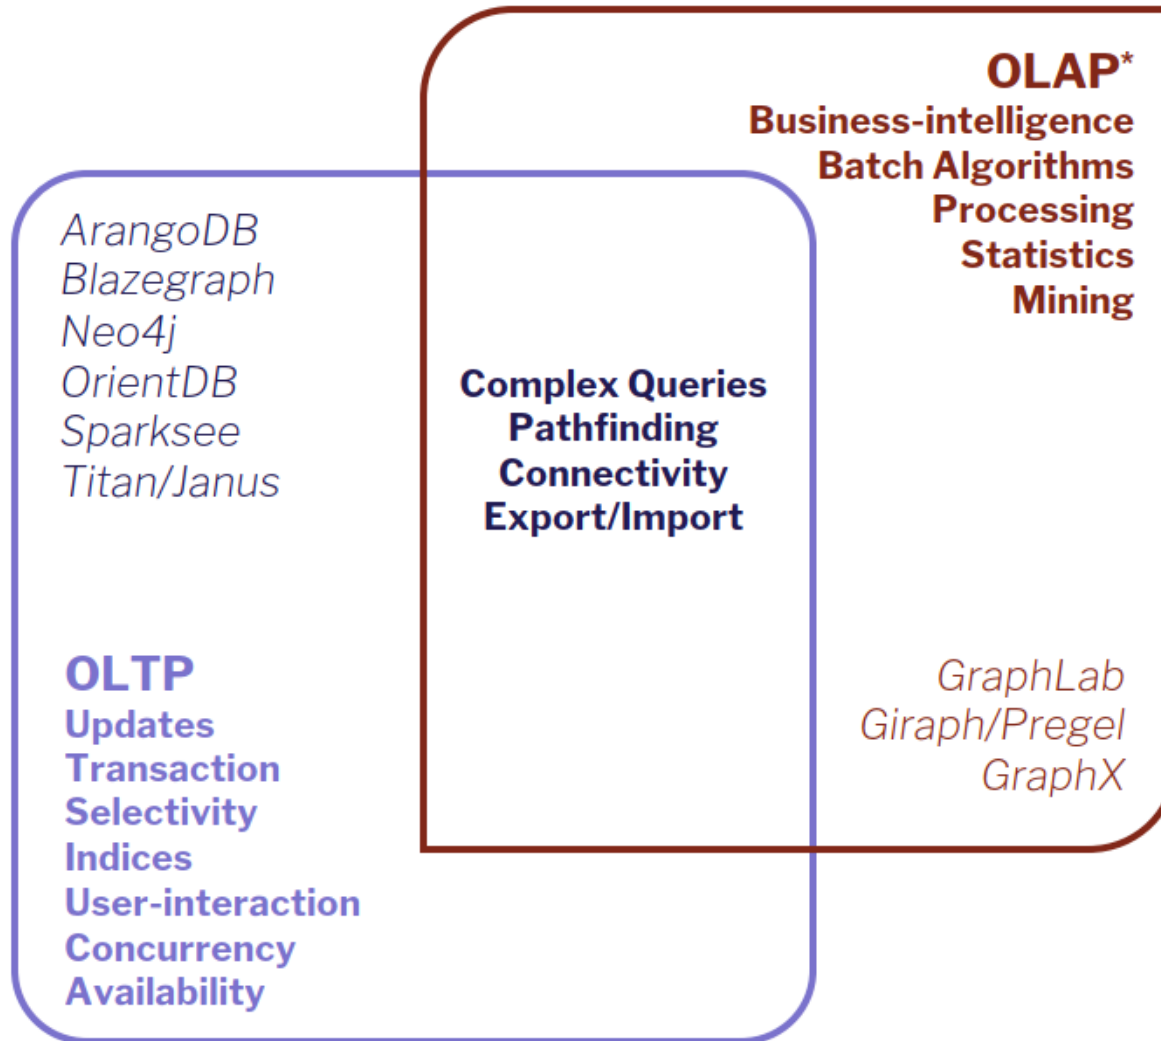 OLAP*
Business-intelligence
Batch Algorithms
Processing
Statistics
Mining
ArangoDB
Blazegraph
Neo4j
OrientDB
Sparksee
Titan/Janus
Complex Queries
Pathfinding
Connectivity
Export/Import
OLTP
Updates
Transaction
Selectivity
Indices
User-interaction
Concurrency
Availability
GraphLab
Giraph/Pregel
GraphX